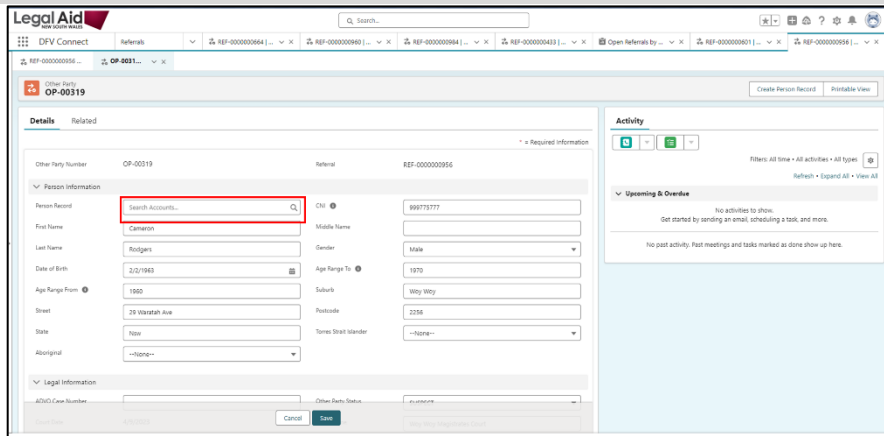 Legal Aid
NEW SOUTH WALES
Search...
DFV Connect
Referrals
REF-0000000664 | ...
REF-0000000960 | ...
REF-0000000984 | ...
REF-0000000433 | ...
Open Referrals by ...
REF-0000000601 | ...
REF-0000000956 | ...
REF-0000000956 ...
OP-0031...
Other Party
OP-00319
Create Person Record
Printable View
Details
Related
* = Required Information
Other Party Number OP-00319 Referral REF-0000000956
Person Information
Person Record Search Accounts... CNI 999775777
First Name Cameron Middle Name
Last Name Rodgers Gender Male
Date of Birth 2/2/1963 Age Range To 1970
Age Range From 1960 Suburb Woy Woy
Street 29 Waratah Ave Postcode 2256
State Nsw Torres Strait Islander --None--
Aboriginal --None--
Legal Information
ADVO Case Number Other Party Status SUSPECT
Cancel
Save
Activity
Filters: All time • All activities • All types
Refresh • Expand All • View All
Upcoming & Overdue
No activities to show.
Get started by sending an email, scheduling a task, and more.
No past activity. Past meetings and tasks marked as done show up here.